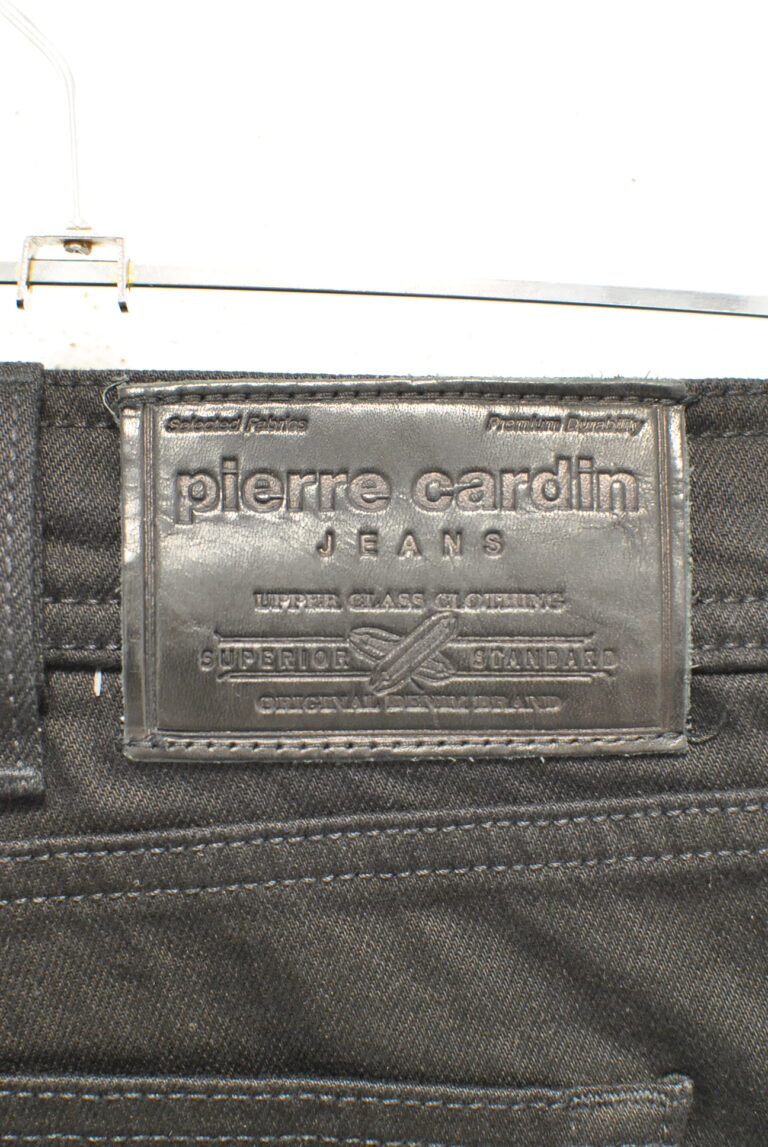 Selected Fabrics Premium Durability
pierre cardin
JEANS
UPPER CLASS CLOTHING
SUPERIOR STANDARD
ORIGINAL DENIM BRAND